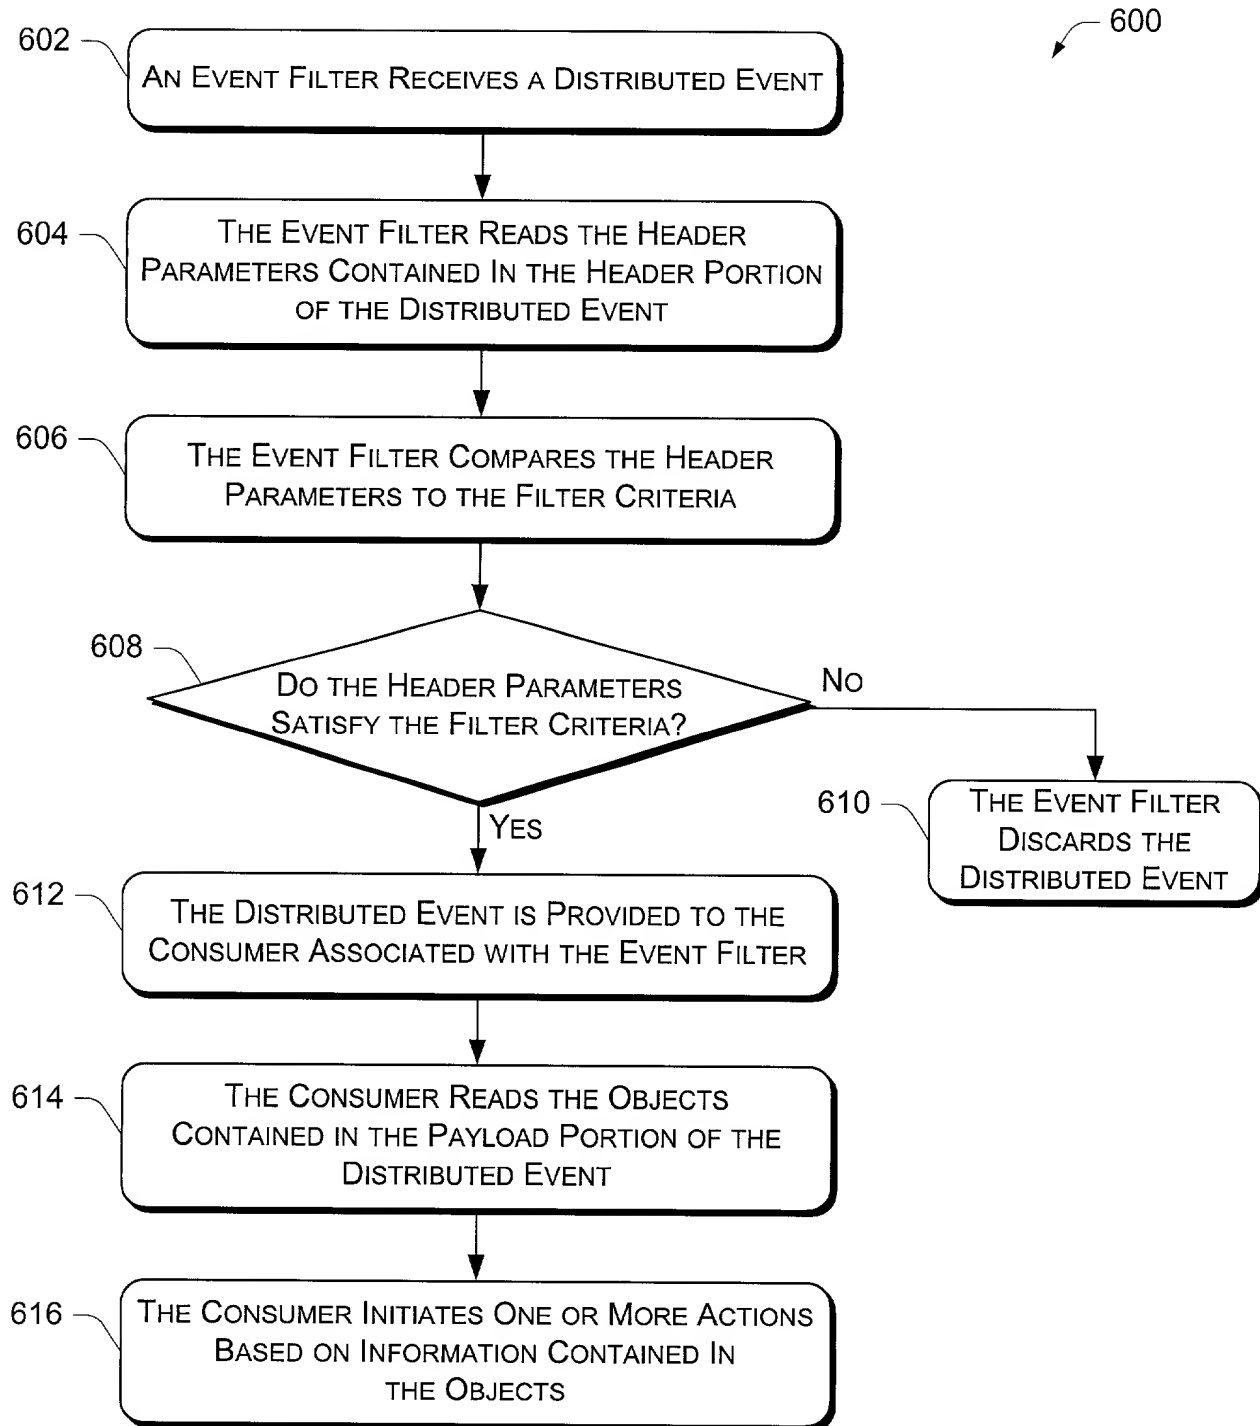 600
602
AN EVENT FILTER RECEIVES A DISTRIBUTED EVENT
604
THE EVENT FILTER READS THE HEADER
PARAMETERS CONTAINED IN THE HEADER PORTION
OF THE DISTRIBUTED EVENT
606
THE EVENT FILTER COMPARES THE HEADER
PARAMETERS TO THE FILTER CRITERIA
608
DO THE HEADER PARAMETERS
SATISFY THE FILTER CRITERIA?
NO
YES
610
THE EVENT FILTER
DISCARDS THE
DISTRIBUTED EVENT
612
THE DISTRIBUTED EVENT IS PROVIDED TO THE
CONSUMER ASSOCIATED WITH THE EVENT FILTER
614
THE CONSUMER READS THE OBJECTS
CONTAINED IN THE PAYLOAD PORTION OF THE
DISTRIBUTED EVENT
616
THE CONSUMER INITIATES ONE OR MORE ACTIONS
BASED ON INFORMATION CONTAINED IN
THE OBJECTS